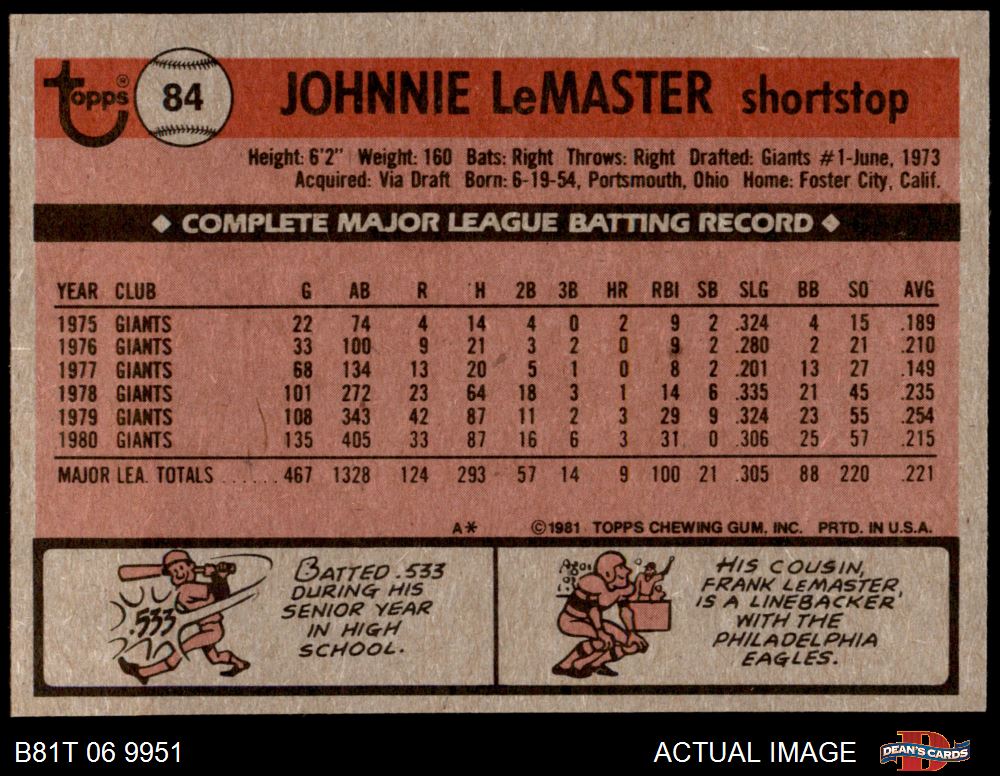 Topps®
84
JOHNNIE LeMASTER shortstop
Height: 6'2" Weight: 160 Bats: Right Throws: Right Drafted: Giants #1-June, 1973
Acquired: Via Draft Born: 6-19-54, Portsmouth, Ohio Home: Foster City, Calif.
◆ COMPLETE MAJOR LEAGUE BATTING RECORD ◆
YEAR CLUB G AB R H 2B 3B HR RBI SB SLG BB SO AVG
1975 GIANTS 22 74 4 14 4 0 2 9 2 .324 4 15 .189
1976 GIANTS 33 100 9 21 3 2 0 9 2 .280 2 21 .210
1977 GIANTS 68 134 13 20 5 1 0 8 2 .201 13 27 .149
1978 GIANTS 101 272 23 64 18 3 1 14 6 .335 21 45 .235
1979 GIANTS 108 343 42 87 11 2 3 29 9 .324 23 55 .254
1980 GIANTS 135 405 33 87 16 6 3 31 0 .306 25 57 .215
MAJOR LEA. TOTALS ...... 467 1328 124 293 57 14 9 100 21 .305 88 220 .221
A* ©1981 TOPPS CHEWING GUM. INC. PRTD. IN U.S.A.
.533
BATTED .533
DURING HIS
SENIOR YEAR
IN HIGH
SCHOOL.
HIS COUSIN,
FRANK LEMASTER,
IS A LINEBACKER
WITH THE
PHILADELPHIA
EAGLES.
B81T 06 9951
ACTUAL IMAGE
DEAN'S CARDS